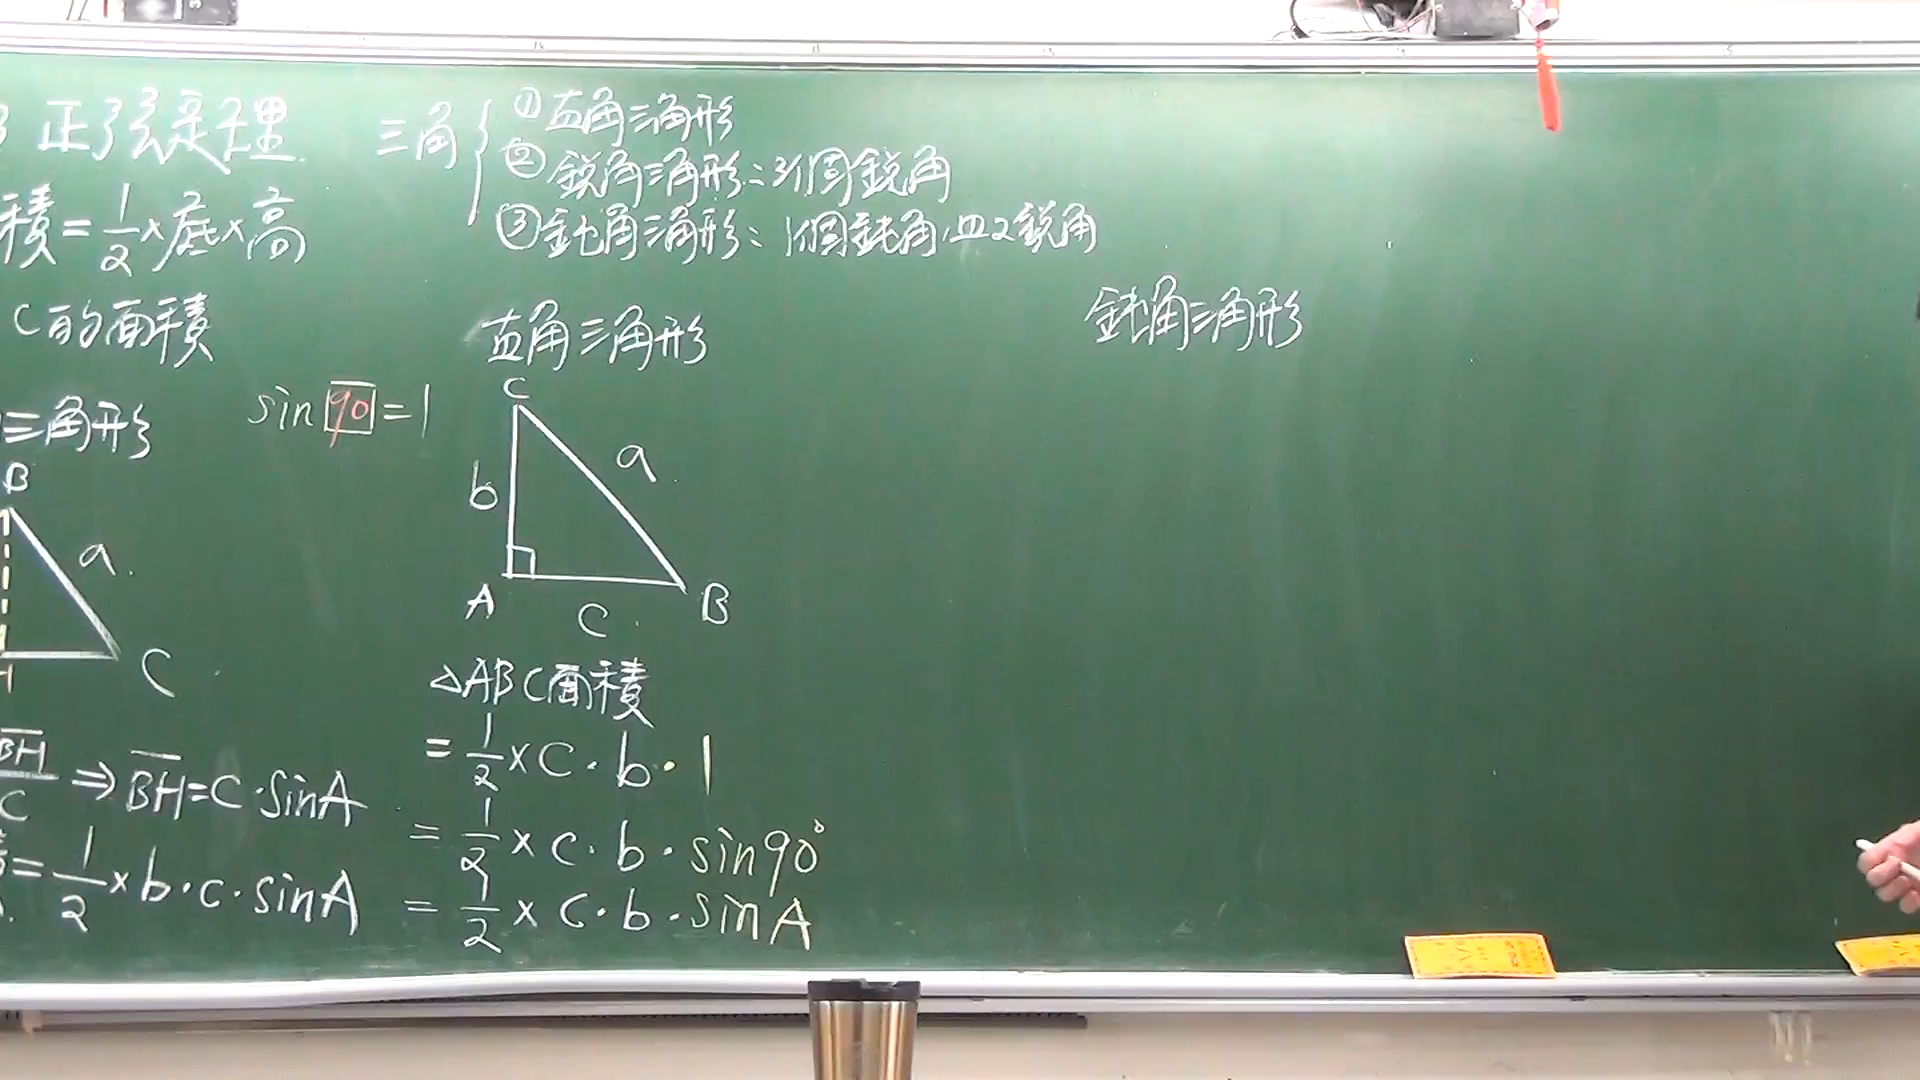 正弦定理
積=1/2×底×高
C的面積
三角形
B
a.
C
BH/C ⇒ BH=C·sinA
=1/2×b·c·sinA
sin 90 =1
三角{
①直角三角形
②銳角三角形:3個銳角
③鈍角三角形:1個鈍角.且2銳角
直角三角形
C
b
a
A
C
B
△ABC面積
=1/2×C·b·1
=1/2×C·b·sin90°
=1/2×C·b·sinA
鈍角三角形